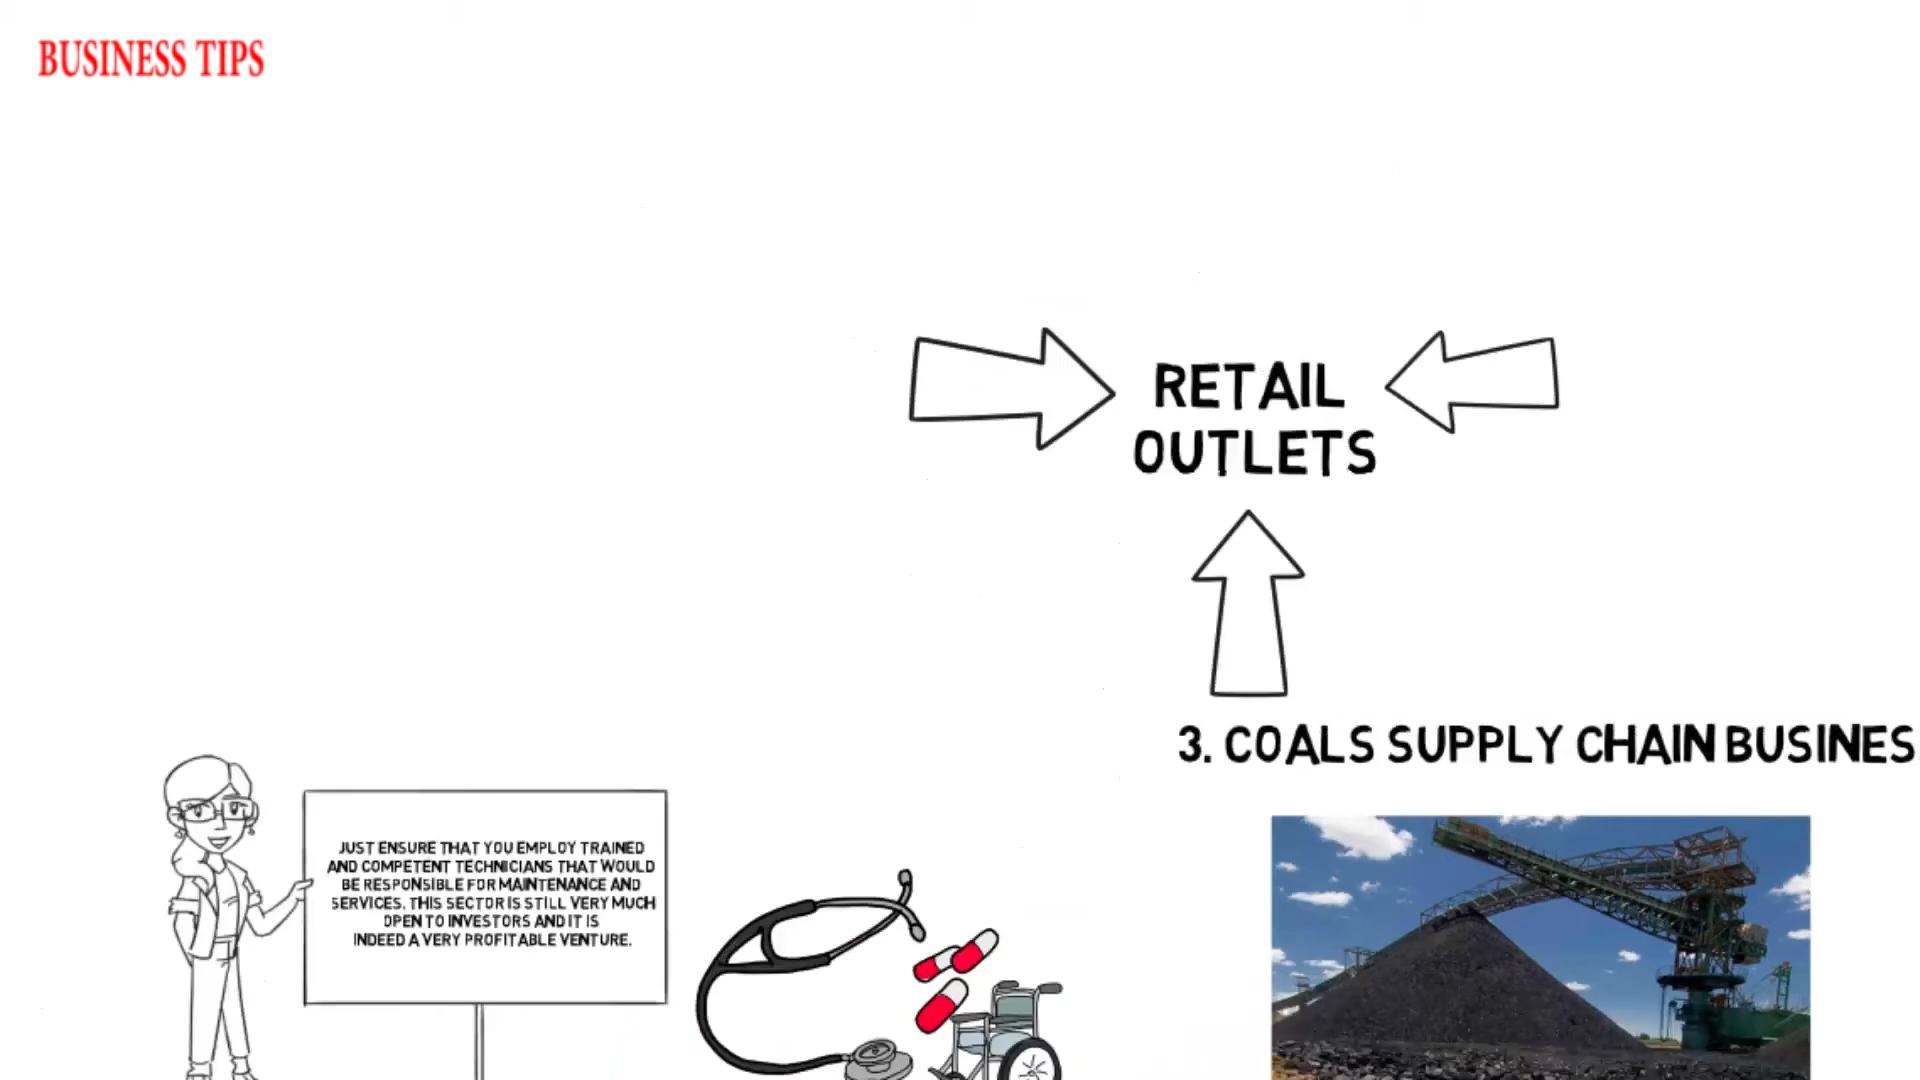 BUSINESS TIPS
RETAIL
OUTLETS
3. COALS SUPPLY CHAIN BUSINES
JUST ENSURE THAT YOU EMPLOY TRAINED
AND COMPETENT TECHNICIANS THAT WOULD
BE RESPONSIBLE FOR MAINTENANCE AND
SERVICES. THIS SECTOR IS STILL VERY MUCH
OPEN TO INVESTORS AND IT IS
INDEED A VERY PROFITABLE VENTURE.